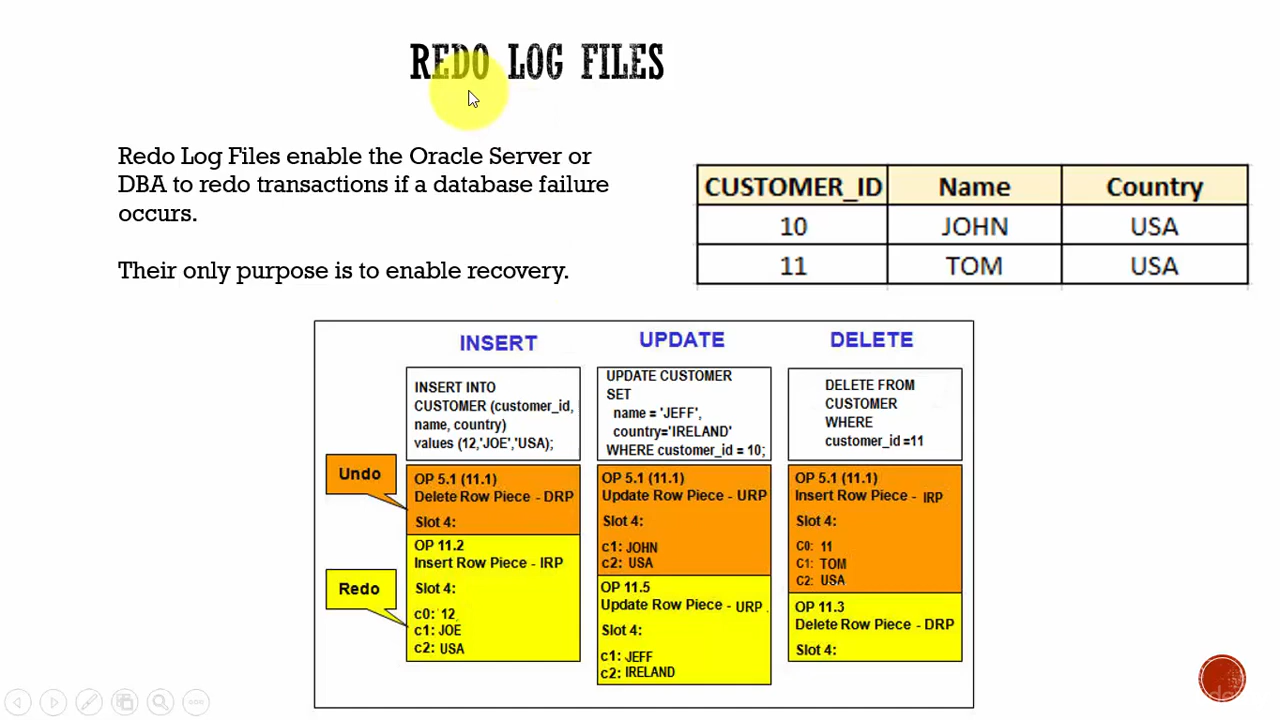 REDO LOG FILES
Redo Log Files enable the Oracle Server or
DBA to redo transactions if a database failure
occurs.
Their only purpose is to enable recovery.
CUSTOMER_ID Name Country
10 JOHN USA
11 TOM USA
INSERT
INSERT INTO
CUSTOMER (customer_id,
name, country)
values (12,'JOE','USA);
Undo
OP 5.1 (11.1)
Delete Row Piece - DRP
Slot 4:
Redo
OP 11.2
Insert Row Piece - IRP
Slot 4:
c0: 12
c1: JOE
c2: USA
UPDATE
UPDATE CUSTOMER
SET
name = 'JEFF',
country='IRELAND'
WHERE customer_id = 10;
OP 5.1 (11.1)
Update Row Piece - URP
Slot 4:
c1: JOHN
c2: USA
OP 11.5
Update Row Piece - URP .
Slot 4:
c1: JEFF
c2: IRELAND
DELETE
DELETE FROM
CUSTOMER
WHERE
customer_id =11
OP 5.1 (11.1)
Insert Row Piece - IRP
Slot 4:
C0: 11
C1: TOM
C2: USA
OP 11.3
Delete Row Piece - DRP
Slot 4: